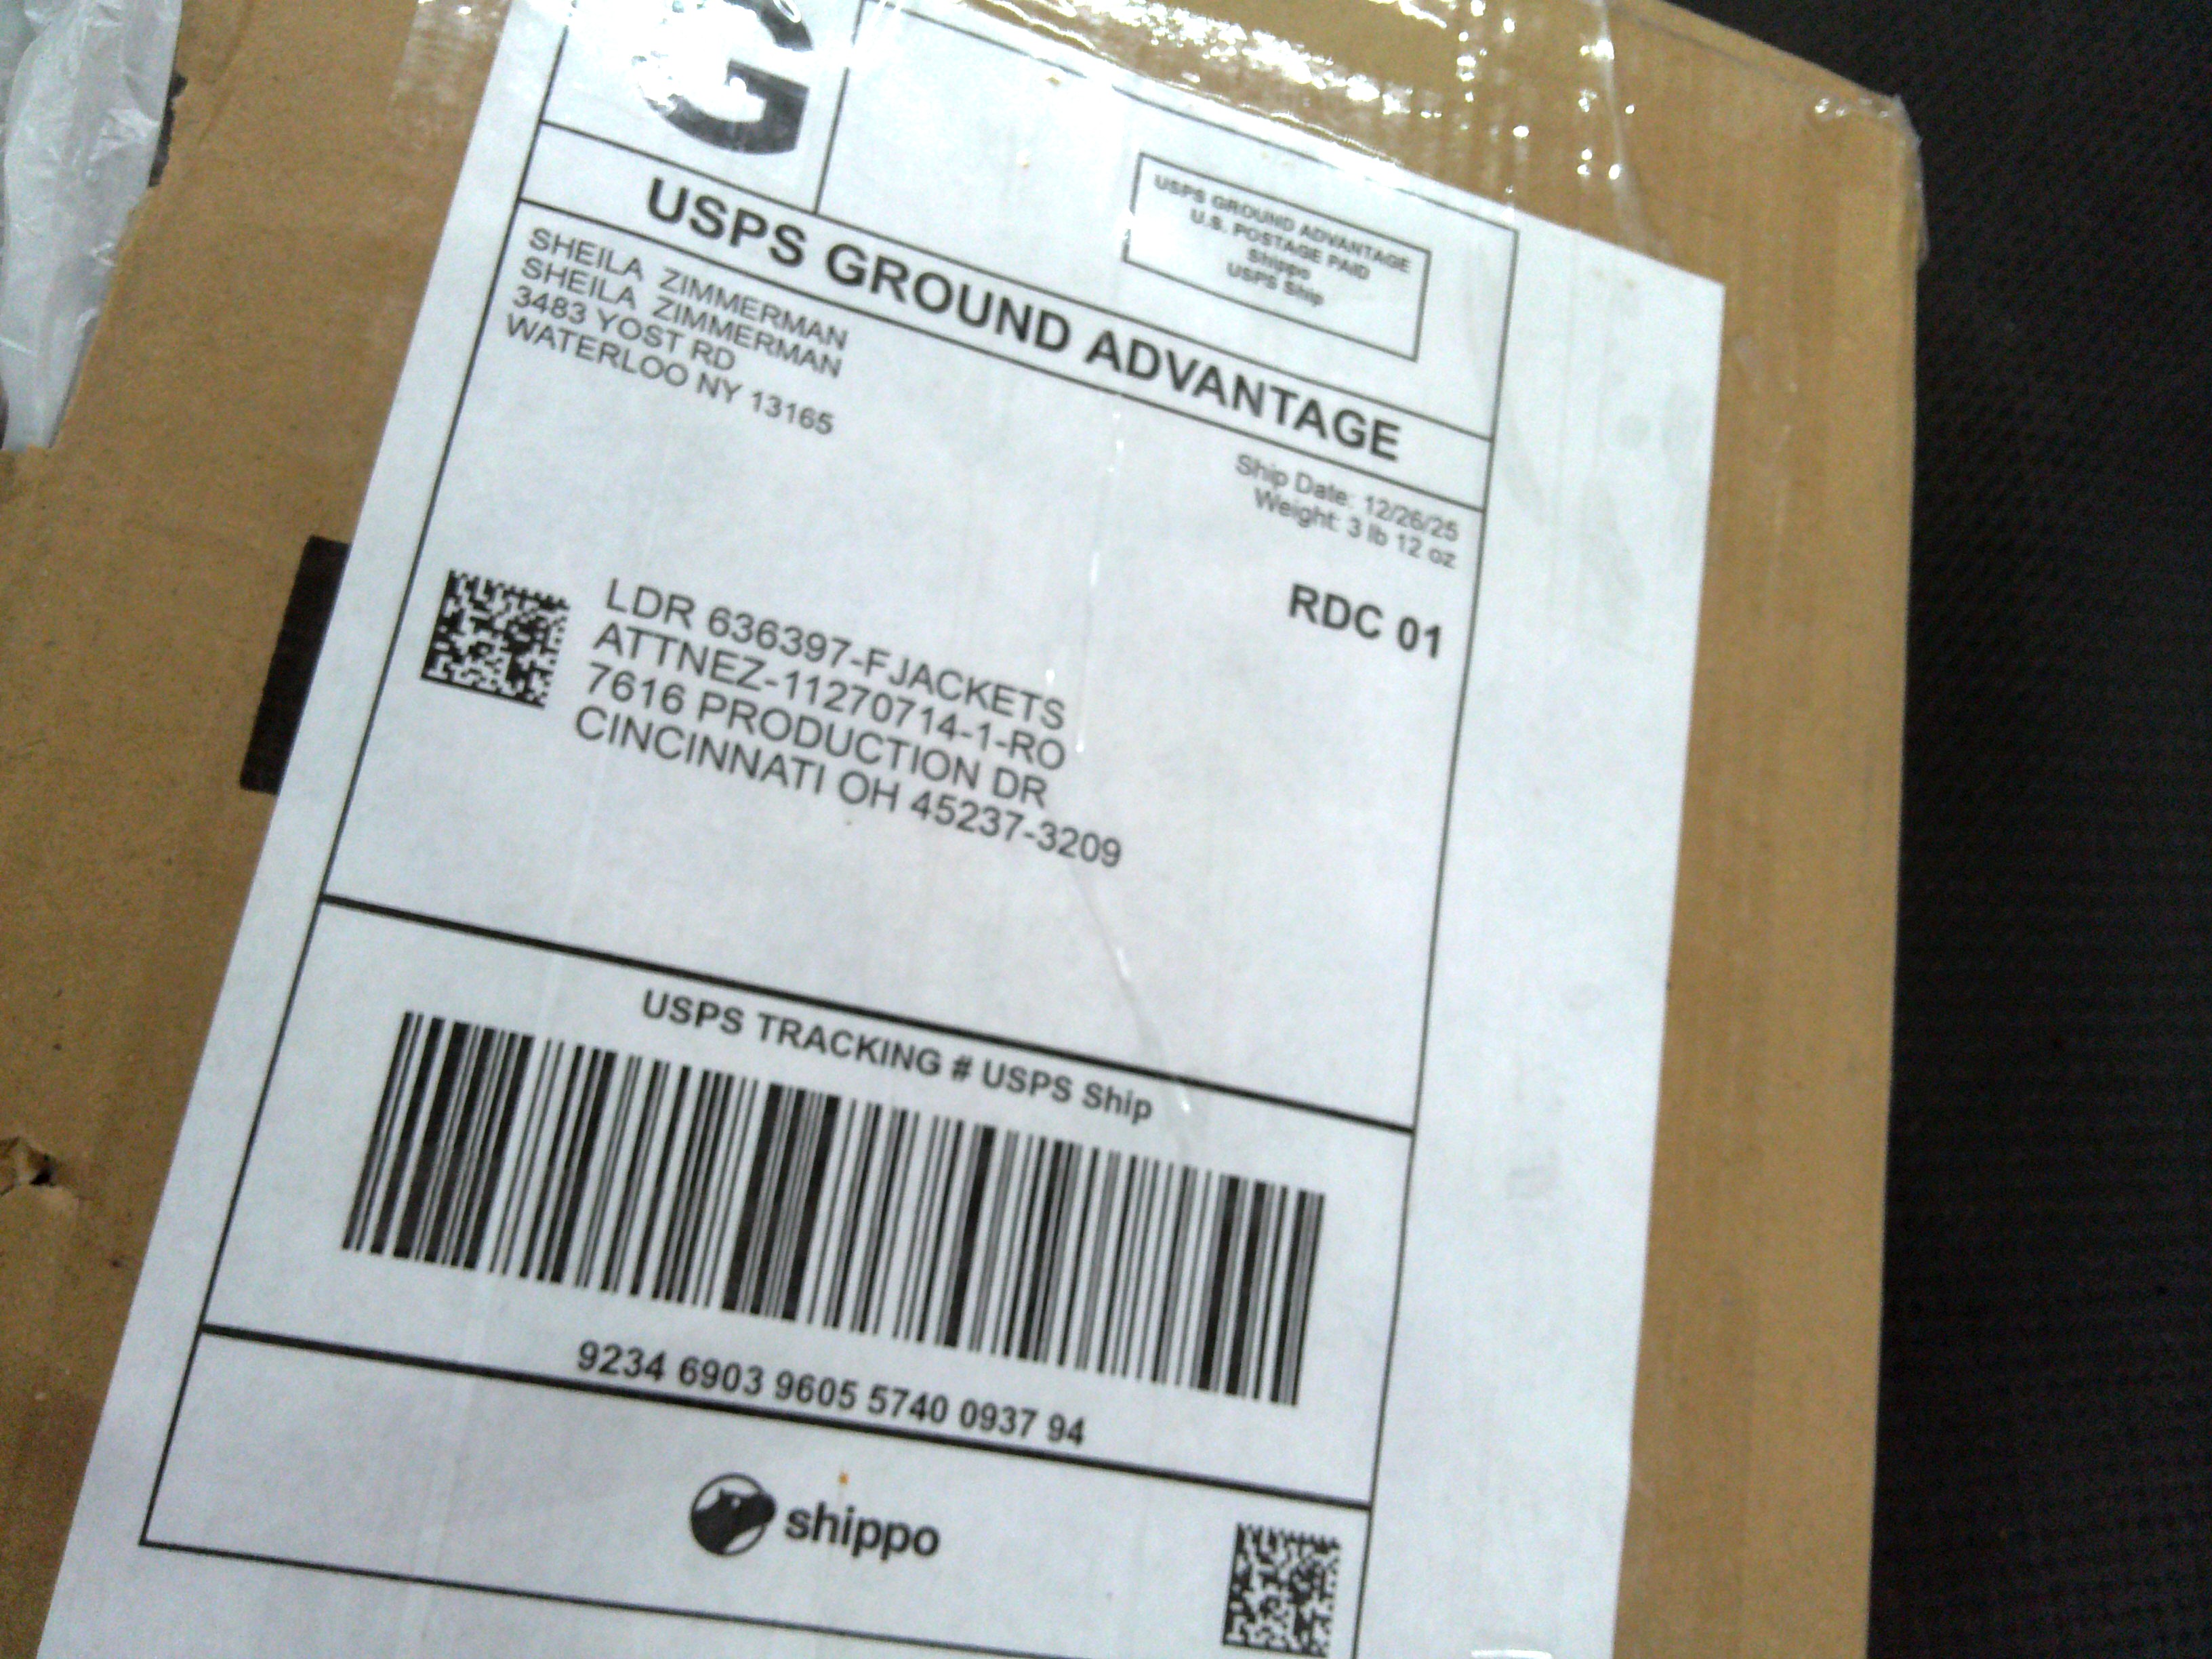 G
USPS GROUND ADVANTAGE
U.S. POSTAGE PAID
Shippo
USPS Ship
USPS GROUND ADVANTAGE
SHEILA ZIMMERMAN
SHEILA ZIMMERMAN
3483 YOST RD
WATERLOO NY 13165
Ship Date: 12/26/25
Weight: 3 lb 12 oz
RDC 01
LDR 636397-FJACKETS
ATTNEZ-11270714-1-RO
7616 PRODUCTION DR
CINCINNATI OH 45237-3209
USPS TRACKING # USPS Ship
9234 6903 9605 5740 0937 94
shippo